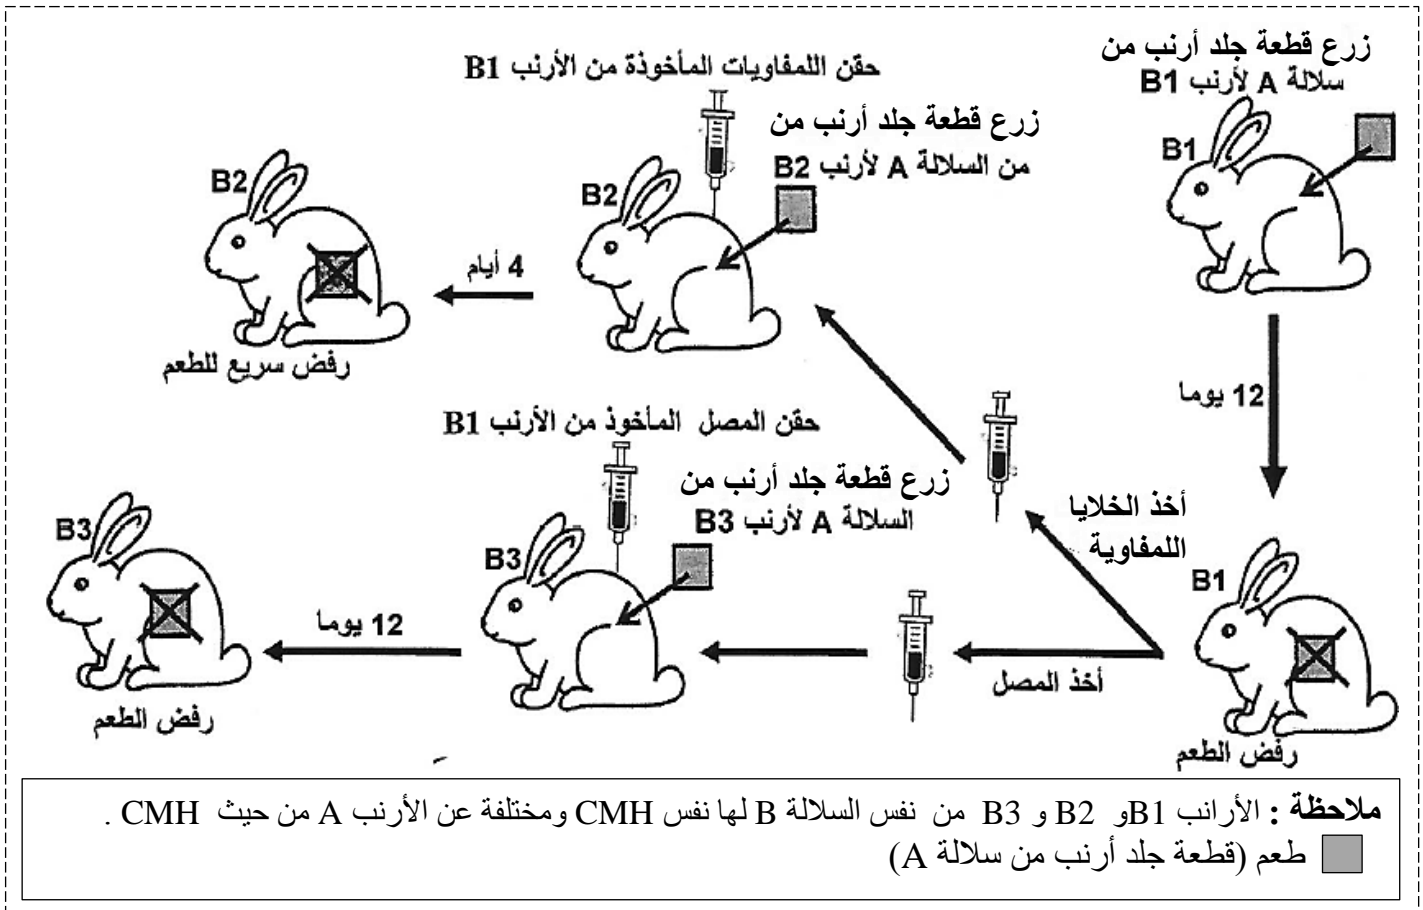 زرع قطعة جلد أرنب من
سلالة A لأرنب B1
B1
12 يوما
B1
رفض الطعم
أخذ الخلايا
اللمفاوية
أخذ المصل
حقن اللمفاويات المأخوذة من الأرنب B1
زرع قطعة جلد أرنب من
من السلالة A لأرنب B2
B2
4 أيام
B2
رفض سريع للطعم
حقن المصل المأخوذ من الأرنب B1
زرع قطعة جلد أرنب من
السلالة A لأرنب B3
B3
12 يوما
B3
رفض الطعم
ملاحظة : الأرانب B1و B2 و B3 من نفس السلالة B لها نفس CMH ومختلفة عن الأرنب A من حيث CMH .
طعم (قطعة جلد أرنب من سلالة A)